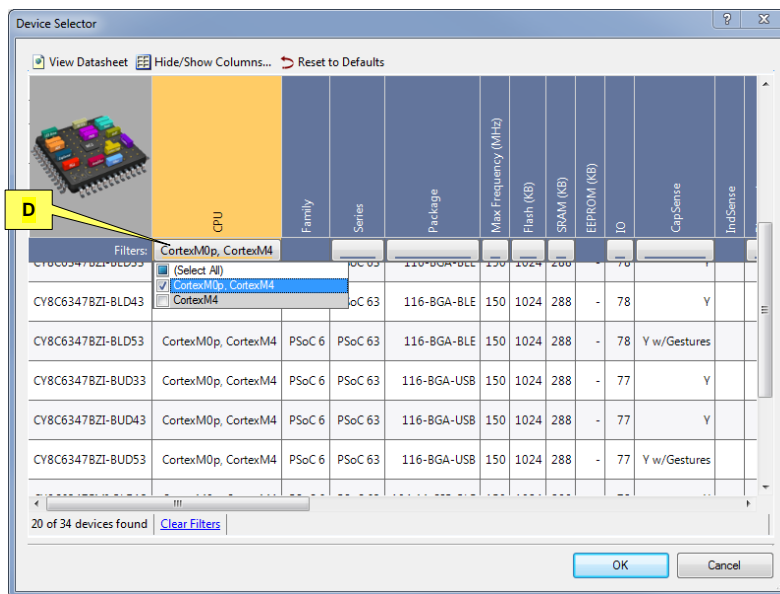 Device Selector
View Datasheet Hide/Show Columns... Reset to Defaults
CPU Family Series Package Max Frequency (MHz) Flash (KB) SRAM (KB) EEPROM (KB) IO CapSense IndSense
D
Filters: CortexM0p, CortexM4
(Select All)
CortexM0p, CortexM4
CortexM4
CY8C6347BZI-BLD43 oC 63 116-BGA-BLE 150 1024 288 - 78 Y
CY8C6347BZI-BLD53 CortexM0p, CortexM4 PSoC 6 PSoC 63 116-BGA-BLE 150 1024 288 - 78 Y w/Gestures
CY8C6347BZI-BUD33 CortexM0p, CortexM4 PSoC 6 PSoC 63 116-BGA-USB 150 1024 288 - 77 Y
CY8C6347BZI-BUD43 CortexM0p, CortexM4 PSoC 6 PSoC 63 116-BGA-USB 150 1024 288 - 77 Y
CY8C6347BZI-BUD53 CortexM0p, CortexM4 PSoC 6 PSoC 63 116-BGA-USB 150 1024 288 - 77 Y w/Gestures
20 of 34 devices found Clear Filters
OK Cancel